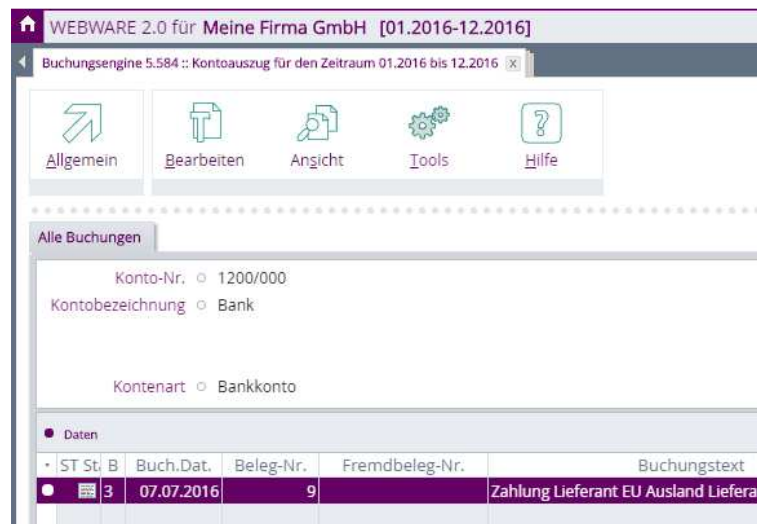 WEBWARE 2.0 für Meine Firma GmbH [01.2016-12.2016]
Buchungsengine 5.584 :: Kontoauszug für den Zeitraum 01.2016 bis 12.2016 x
Allgemein Bearbeiten Ansicht Tools Hilfe
Alle Buchungen
Konto-Nr. 1200/000
Kontobezeichnung Bank
Kontenart Bankkonto
Daten
ST St. B Buch.Dat. Beleg-Nr. Fremdbeleg-Nr. Buchungstext
3 07.07.2016 9 Zahlung Lieferant EU Ausland Liefera